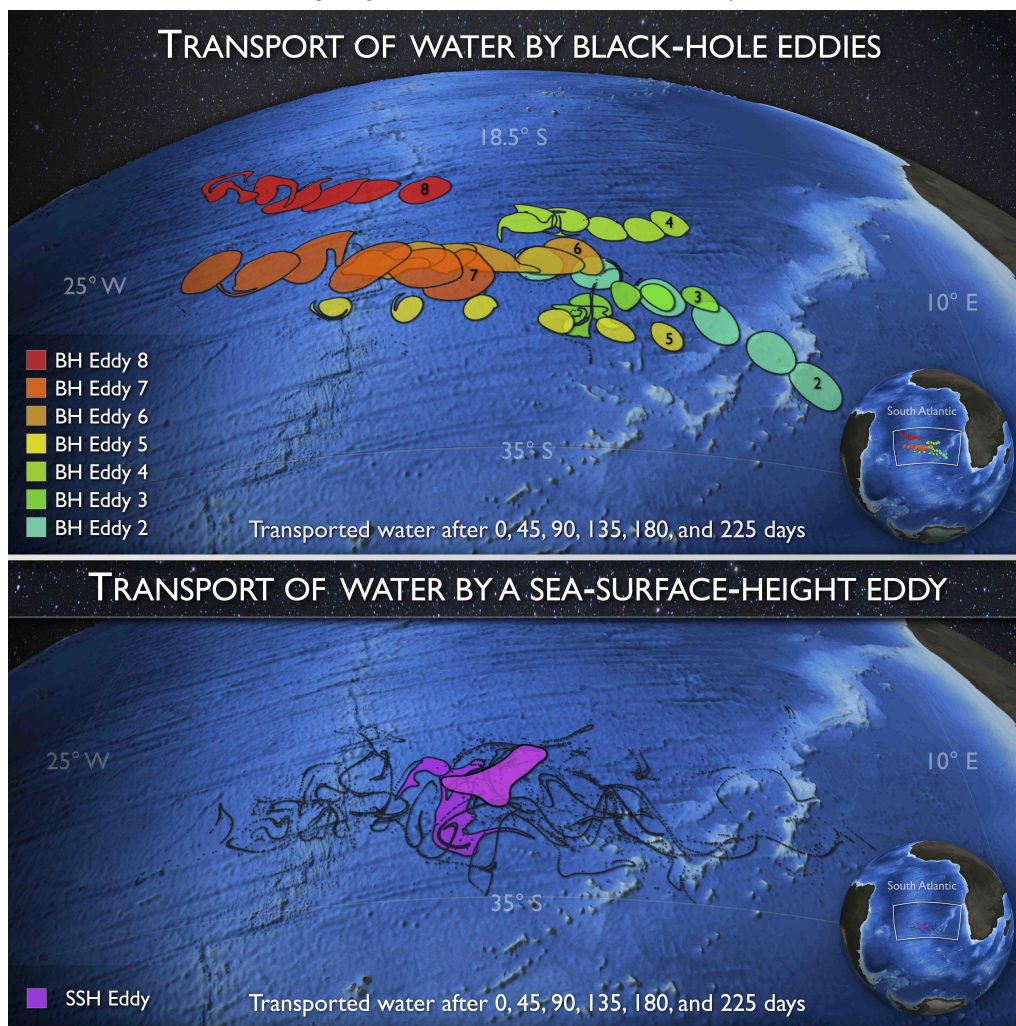 TRANSPORT OF WATER BY BLACK-HOLE EDDIES
18.5° S
8
4
6
25° W
7
3
10° E
5
BH Eddy 8
2
BH Eddy 7
BH Eddy 6
South Atlantic
BH Eddy 5
35° S
BH Eddy 4
BH Eddy 3
BH Eddy 2
Transported water after 0, 45, 90, 135, 180, and 225 days
TRANSPORT OF WATER BY A SEA-SURFACE-HEIGHT EDDY
25° W
10° E
South Atlantic
35° S
SSH Eddy
Transported water after 0, 45, 90, 135, 180, and 225 days